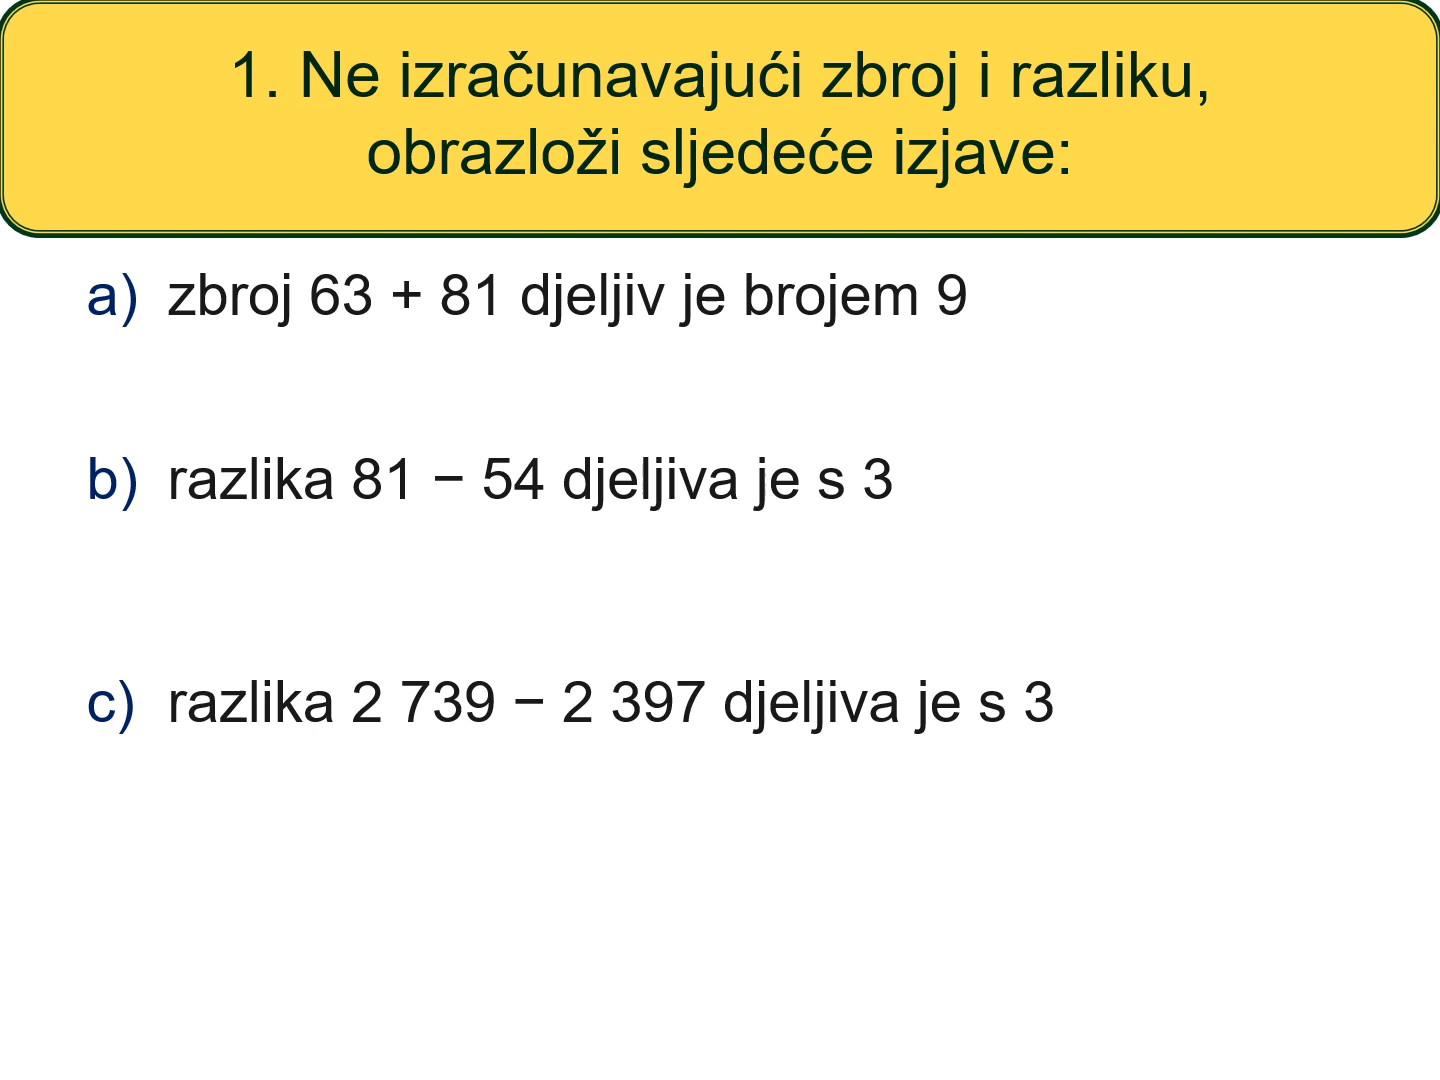 1. Ne izračunavajući zbroj i razliku,
obrazloži sljedeće izjave:
a) zbroj 63 + 81 djeljiv je brojem 9
b) razlika 81 − 54 djeljiva je s 3
c) razlika 2 739 − 2 397 djeljiva je s 3